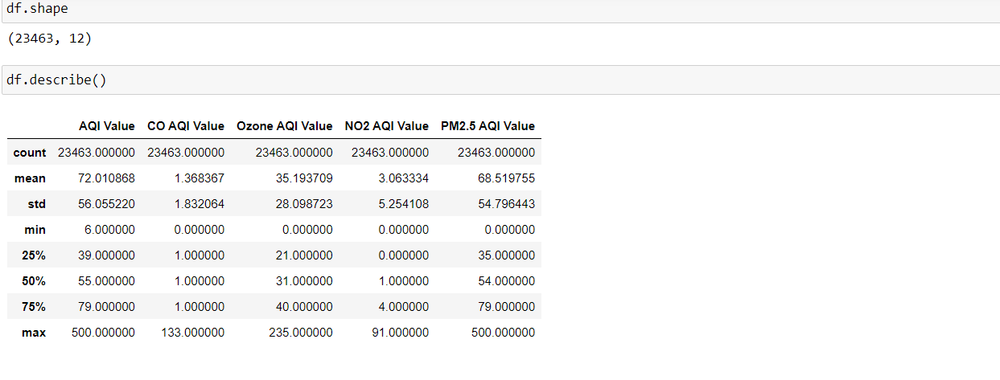 df.shape
(23463, 12)
df.describe()
AQI Value CO AQI Value Ozone AQI Value NO2 AQI Value PM2.5 AQI Value
count 23463.000000 23463.000000 23463.000000 23463.000000 23463.000000
mean 72.010868 1.368367 35.193709 3.063334 68.519755
std 56.055220 1.832064 28.098723 5.254108 54.796443
min 6.000000 0.000000 0.000000 0.000000 0.000000
25% 39.000000 1.000000 21.000000 0.000000 35.000000
50% 55.000000 1.000000 31.000000 1.000000 54.000000
75% 79.000000 1.000000 40.000000 4.000000 79.000000
max 500.000000 133.000000 235.000000 91.000000 500.000000